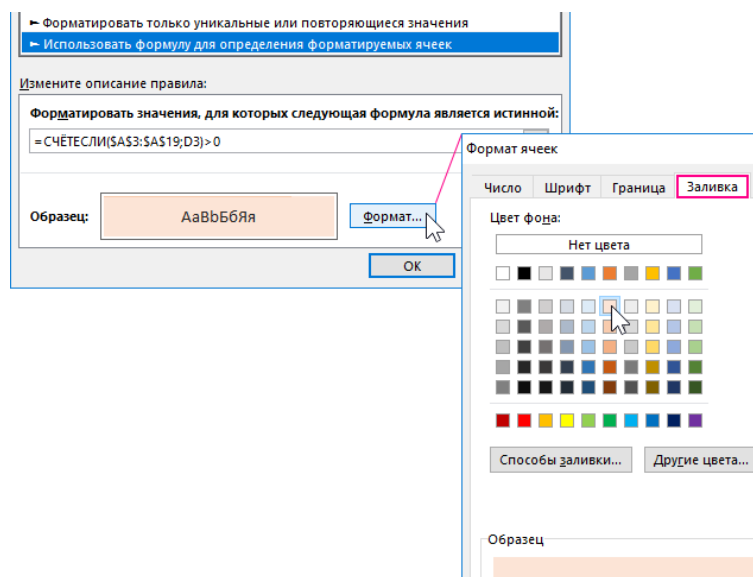 ► Форматировать только уникальные или повторяющиеся значения
► Использовать формулу для определения форматируемых ячеек
Измените описание правила:
Форматировать значения, для которых следующая формула является истинной:
=СЧЁТЕСЛИ($A$3:$A$19;D3)>0
Образец:
АаВbБбЯя
Формат...
ОК
Формат ячеек
Число Шрифт Граница Заливка
Цвет фона:
Нет цвета
Способы заливки... Другие цвета...
Образец